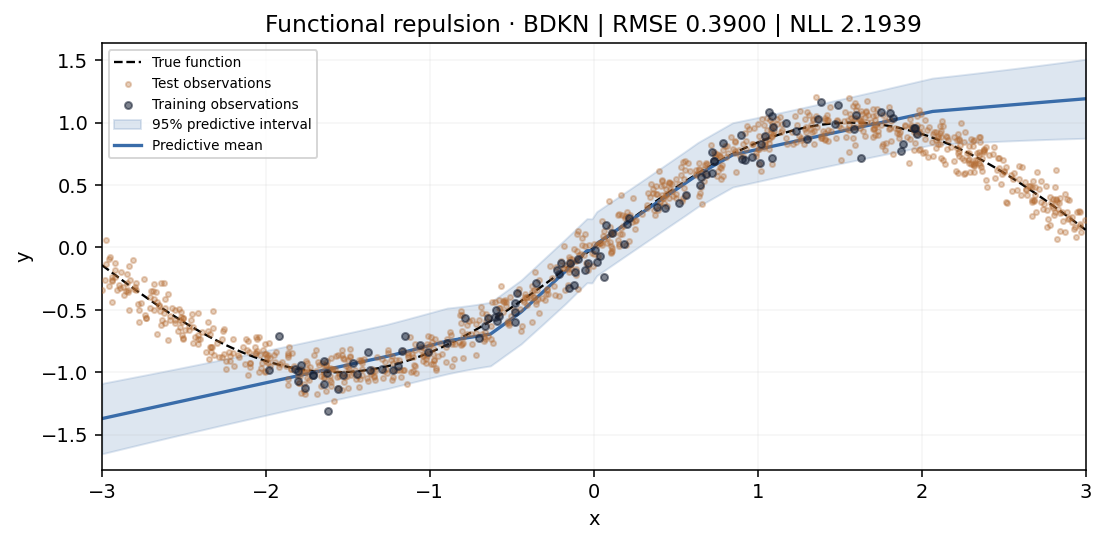 Functional repulsion · BDKN | RMSE 0.3900 | NLL 2.1939
True function
Test observations
Training observations
95% predictive interval
Predictive mean
1.5
1.0
0.5
0.0
−0.5
−1.0
−1.5
y
−3
−2
−1
0
1
2
3
x